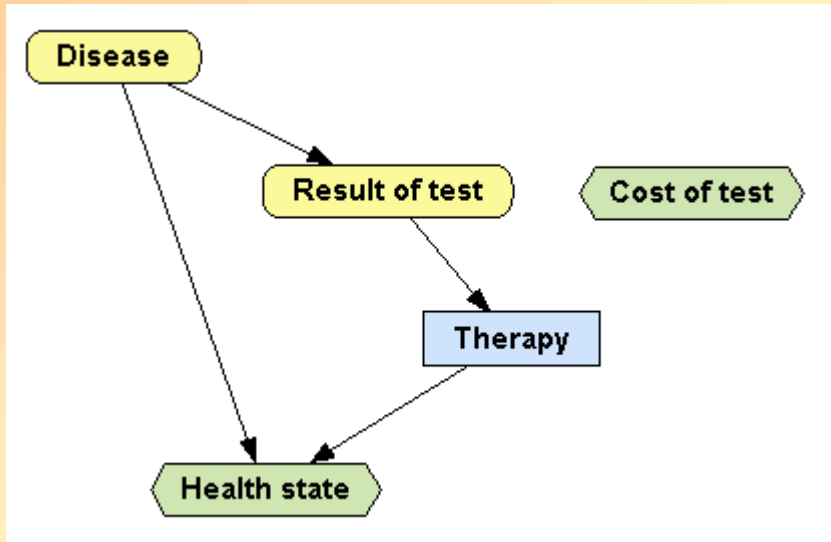 Disease
Result of test
Cost of test
Therapy
Health state